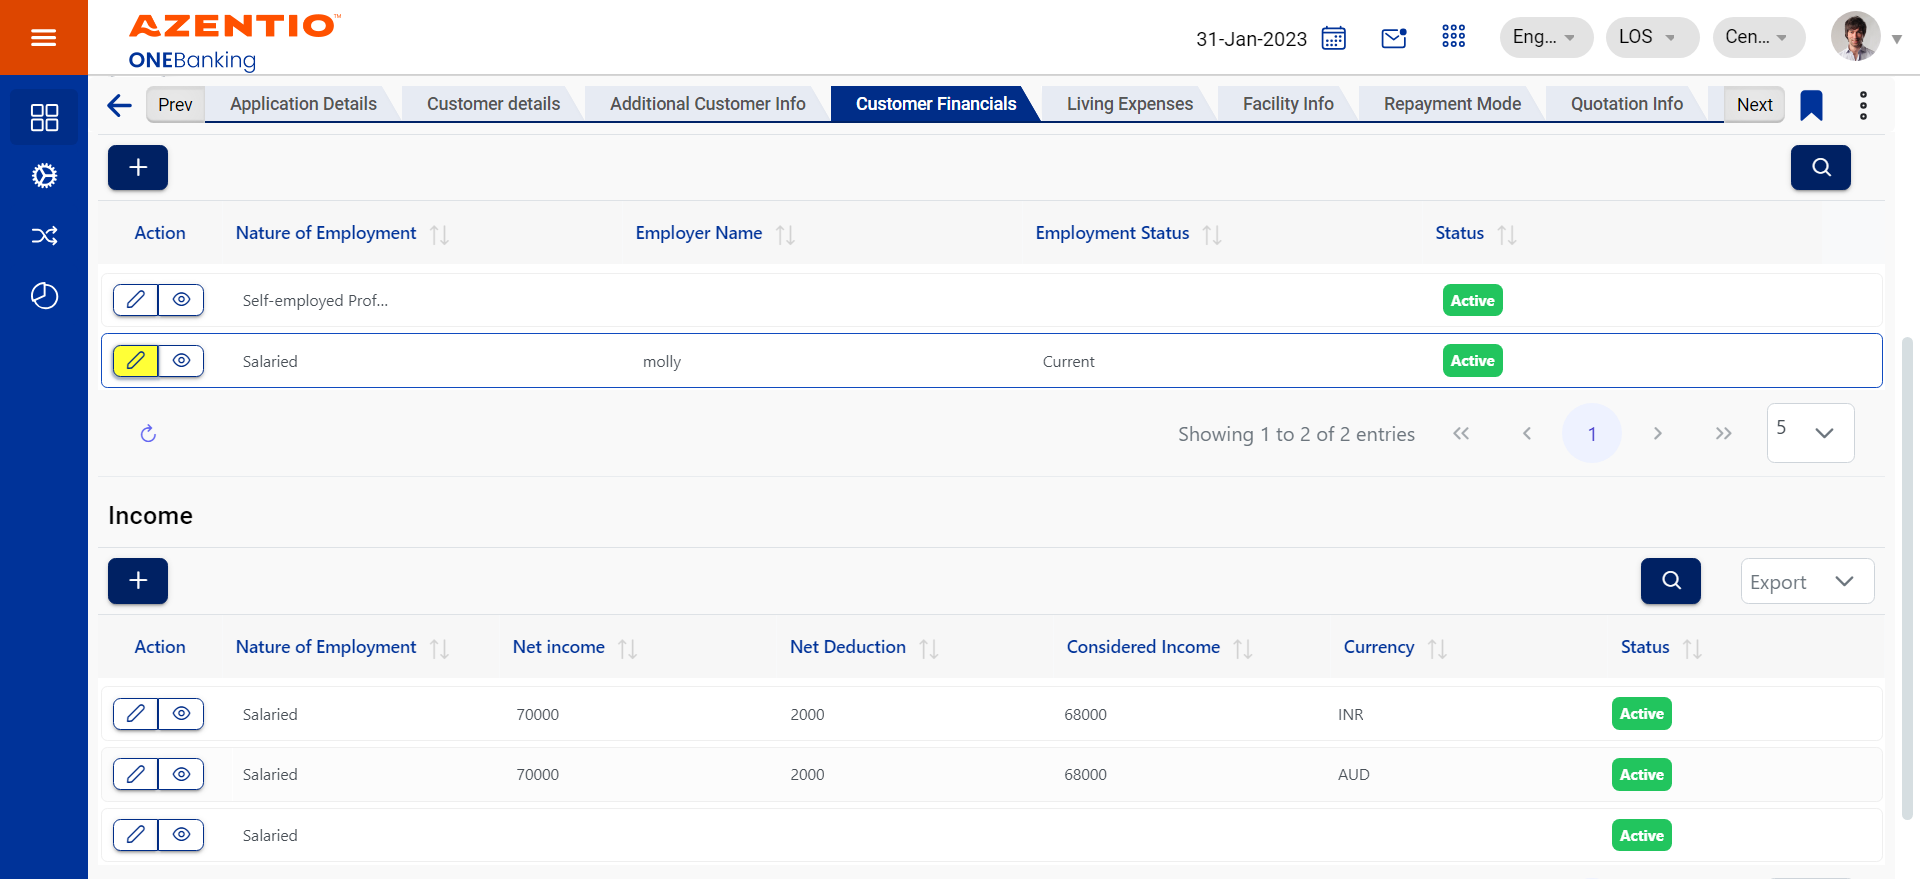 AZENTIO™
ONEBanking
31-Jan-2023
Eng...
LOS
Cen...
Prev
Application Details
Customer details
Additional Customer Info
Customer Financials
Living Expenses
Facility Info
Repayment Mode
Quotation Info
Next
Action
Nature of Employment
Employer Name
Employment Status
Status
Self-employed Prof...
Active
Salaried
molly
Current
Active
Showing 1 to 2 of 2 entries
1
5
Income
Export
Action
Nature of Employment
Net income
Net Deduction
Considered Income
Currency
Status
Salaried
70000
2000
68000
INR
Active
Salaried
70000
2000
68000
AUD
Active
Salaried
Active